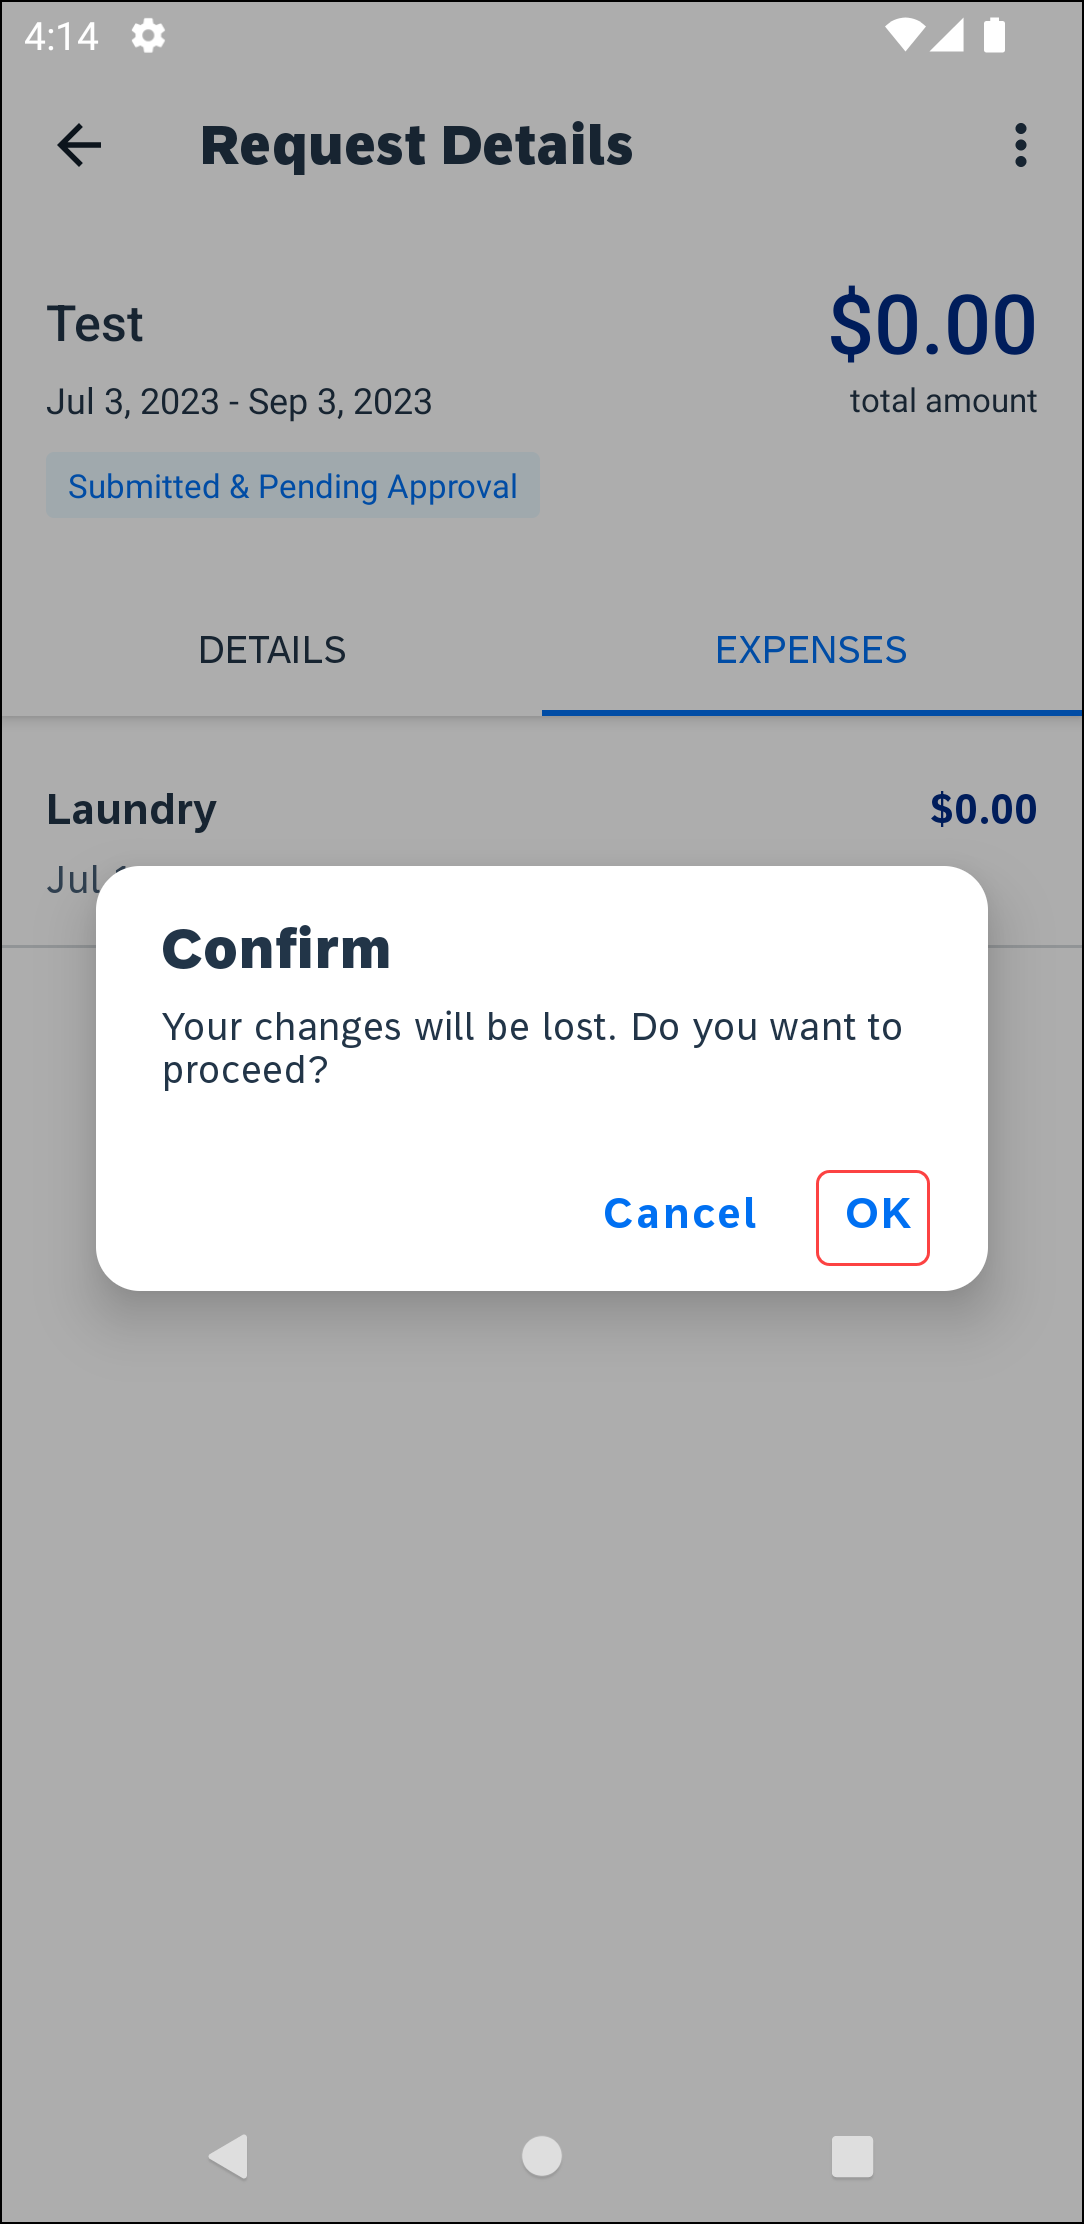 4:14
Request Details
Test
$0.00
Jul 3, 2023 - Sep 3, 2023
total amount
Submitted & Pending Approval
DETAILS
EXPENSES
Laundry
$0.00
Jul
Confirm
Your changes will be lost. Do you want to
proceed?
Cancel
OK